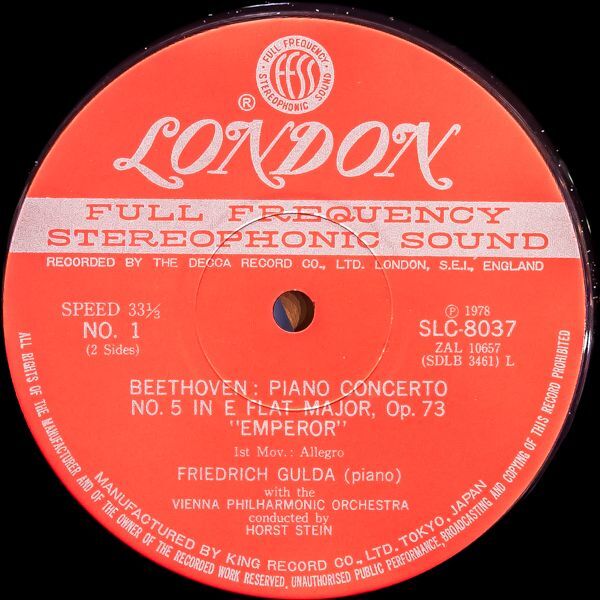 FULL FREQUENCY
FFSS
STEREOPHONIC SOUND
®
LONDON
FULL FREQUENCY
STEREOPHONIC SOUND
RECORDED BY THE DECCA RECORD CO., LTD. LONDON, S.E.I., ENGLAND
SPEED 33⅓
NO. 1
(2 Sides)
Ⓟ 1978
SLC-8037
ZAL 10657
(SDLB 3461) L
BEETHOVEN: PIANO CONCERTO
NO. 5 IN E FLAT MAJOR, Op. 73
"EMPEROR"
1st Mov.: Allegro
FRIEDRICH GULDA (piano)
with the
VIENNA PHILHARMONIC ORCHESTRA
conducted by
HORST STEIN
MANUFACTURED BY KING RECORD CO., LTD. TOKYO, JAPAN
ALL RIGHTS OF THE MANUFACTURER AND OF THE OWNER OF THE RECORDED WORK RESERVED, UNAUTHORISED PUBLIC PERFORMANCE, BROADCASTING AND COPYING OF THIS RECORD PROHIBITED